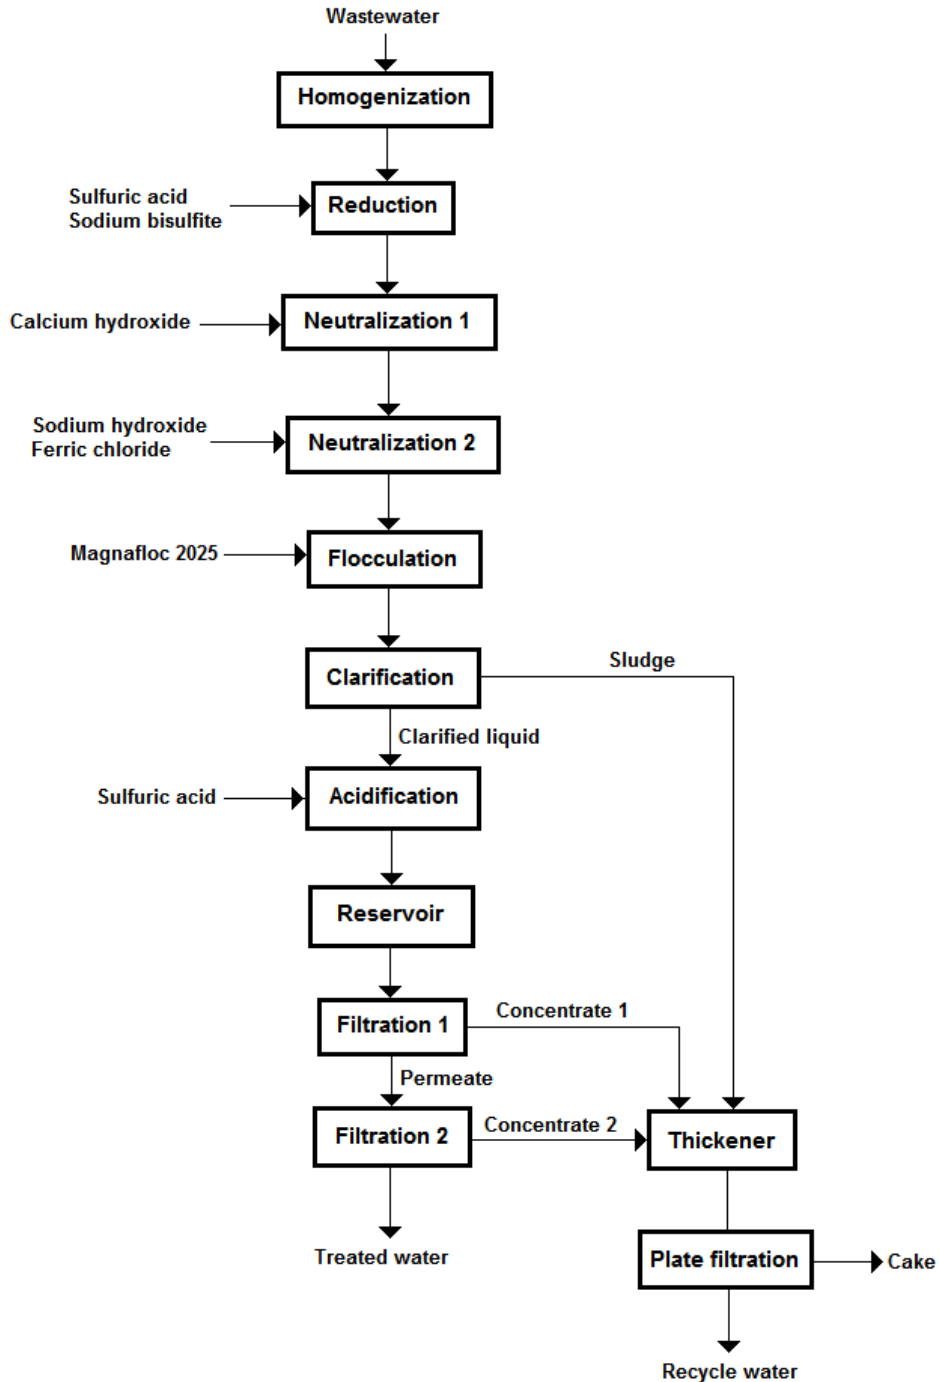 Wastewater
Homogenization
Sulfuric acid
Sodium bisulfite
Reduction
Calcium hydroxide
Neutralization 1
Sodium hydroxide
Ferric chloride
Neutralization 2
Magnafloc 2025
Flocculation
Clarification
Sludge
Clarified liquid
Sulfuric acid
Acidification
Reservoir
Filtration 1
Concentrate 1
Permeate
Filtration 2
Concentrate 2
Thickener
Treated water
Plate filtration
Cake
Recycle water